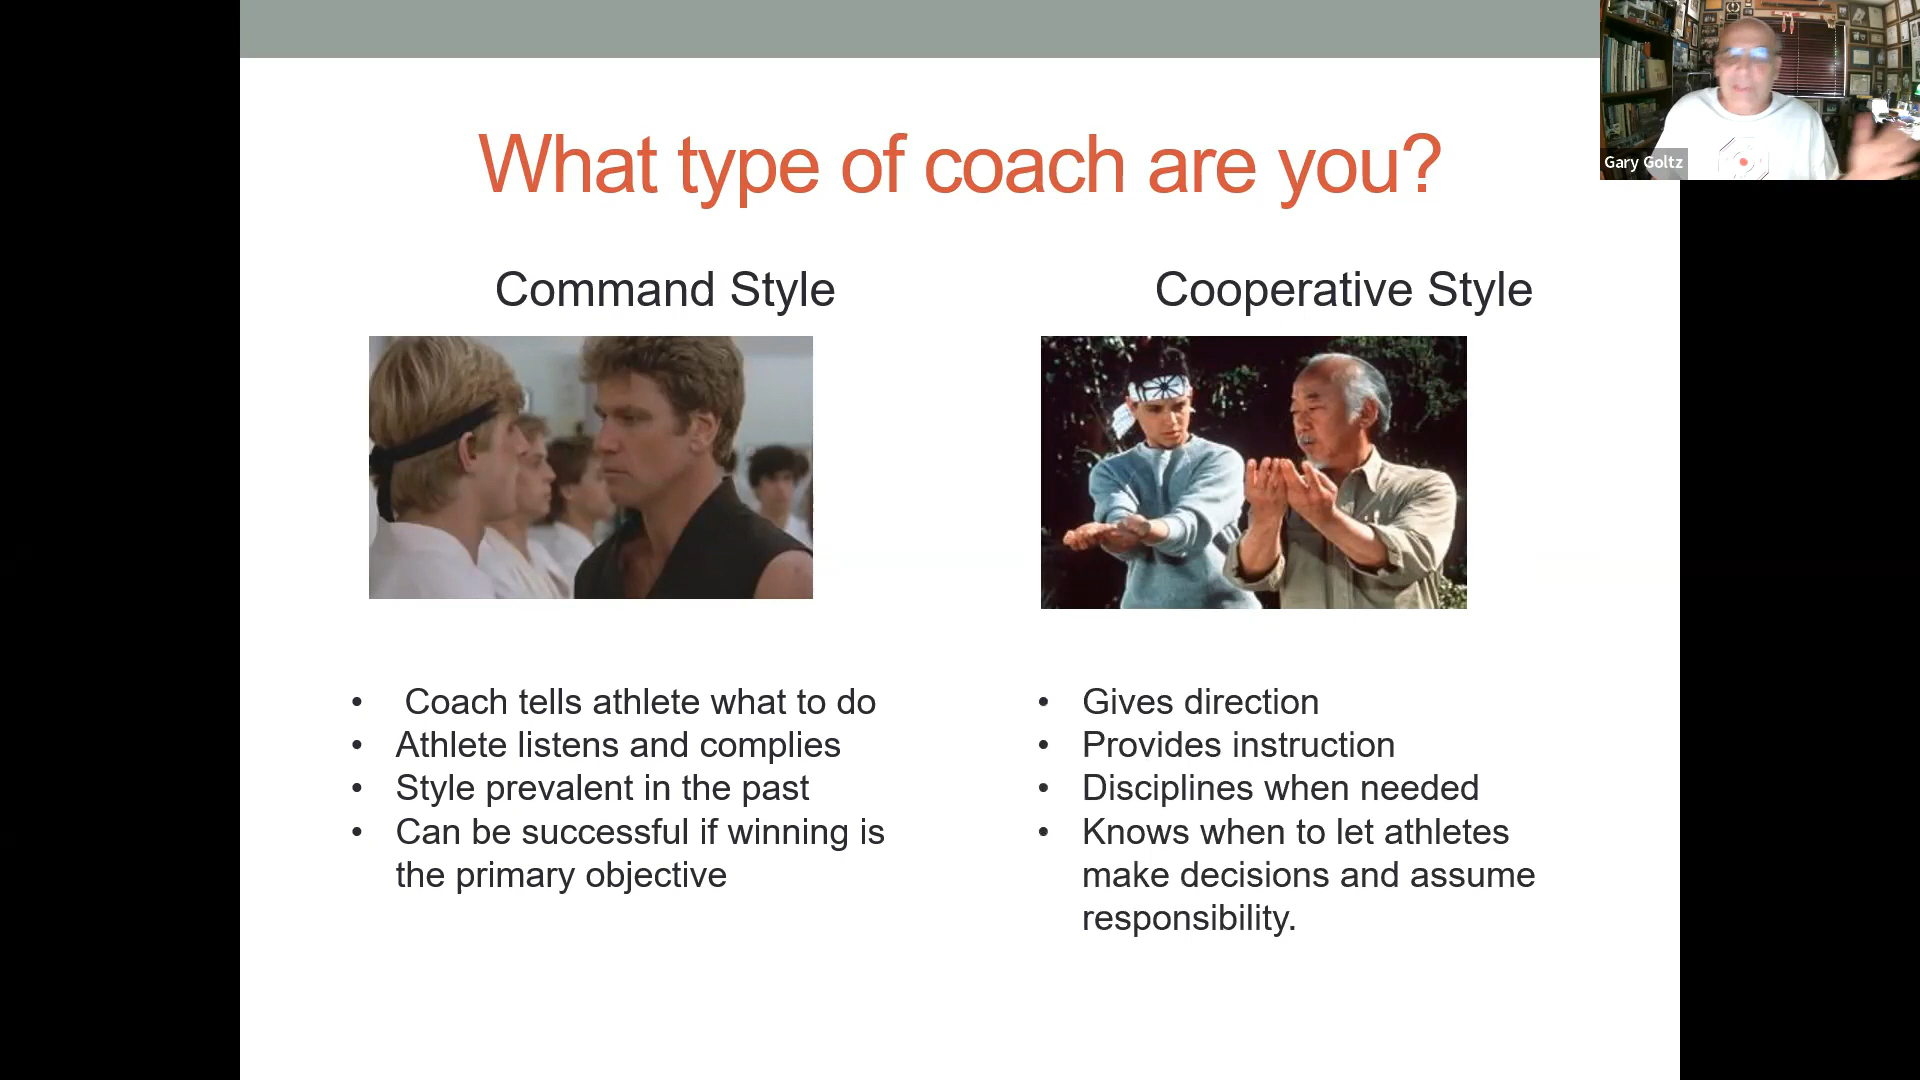 What type of coach are you?
Gary Goltz
Command Style
Cooperative Style
• Coach tells athlete what to do
• Athlete listens and complies
• Style prevalent in the past
• Can be successful if winning is
the primary objective
• Gives direction
• Provides instruction
• Disciplines when needed
• Knows when to let athletes
make decisions and assume
responsibility.